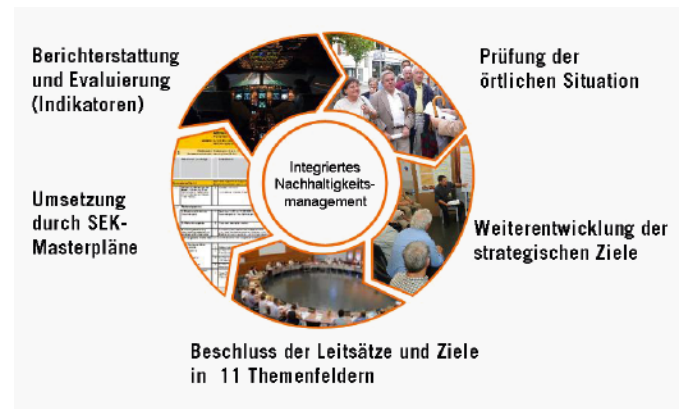 Berichterstattung
und Evaluierung
(Indikatoren)
Prüfung der
örtlichen Situation
Integriertes
Nachhaltigkeits-
management
Umsetzung
durch SEK-
Masterpläne
Weiterentwicklung der
strategischen Ziele
Beschluss der Leitsätze und Ziele
in 11 Themenfeldern